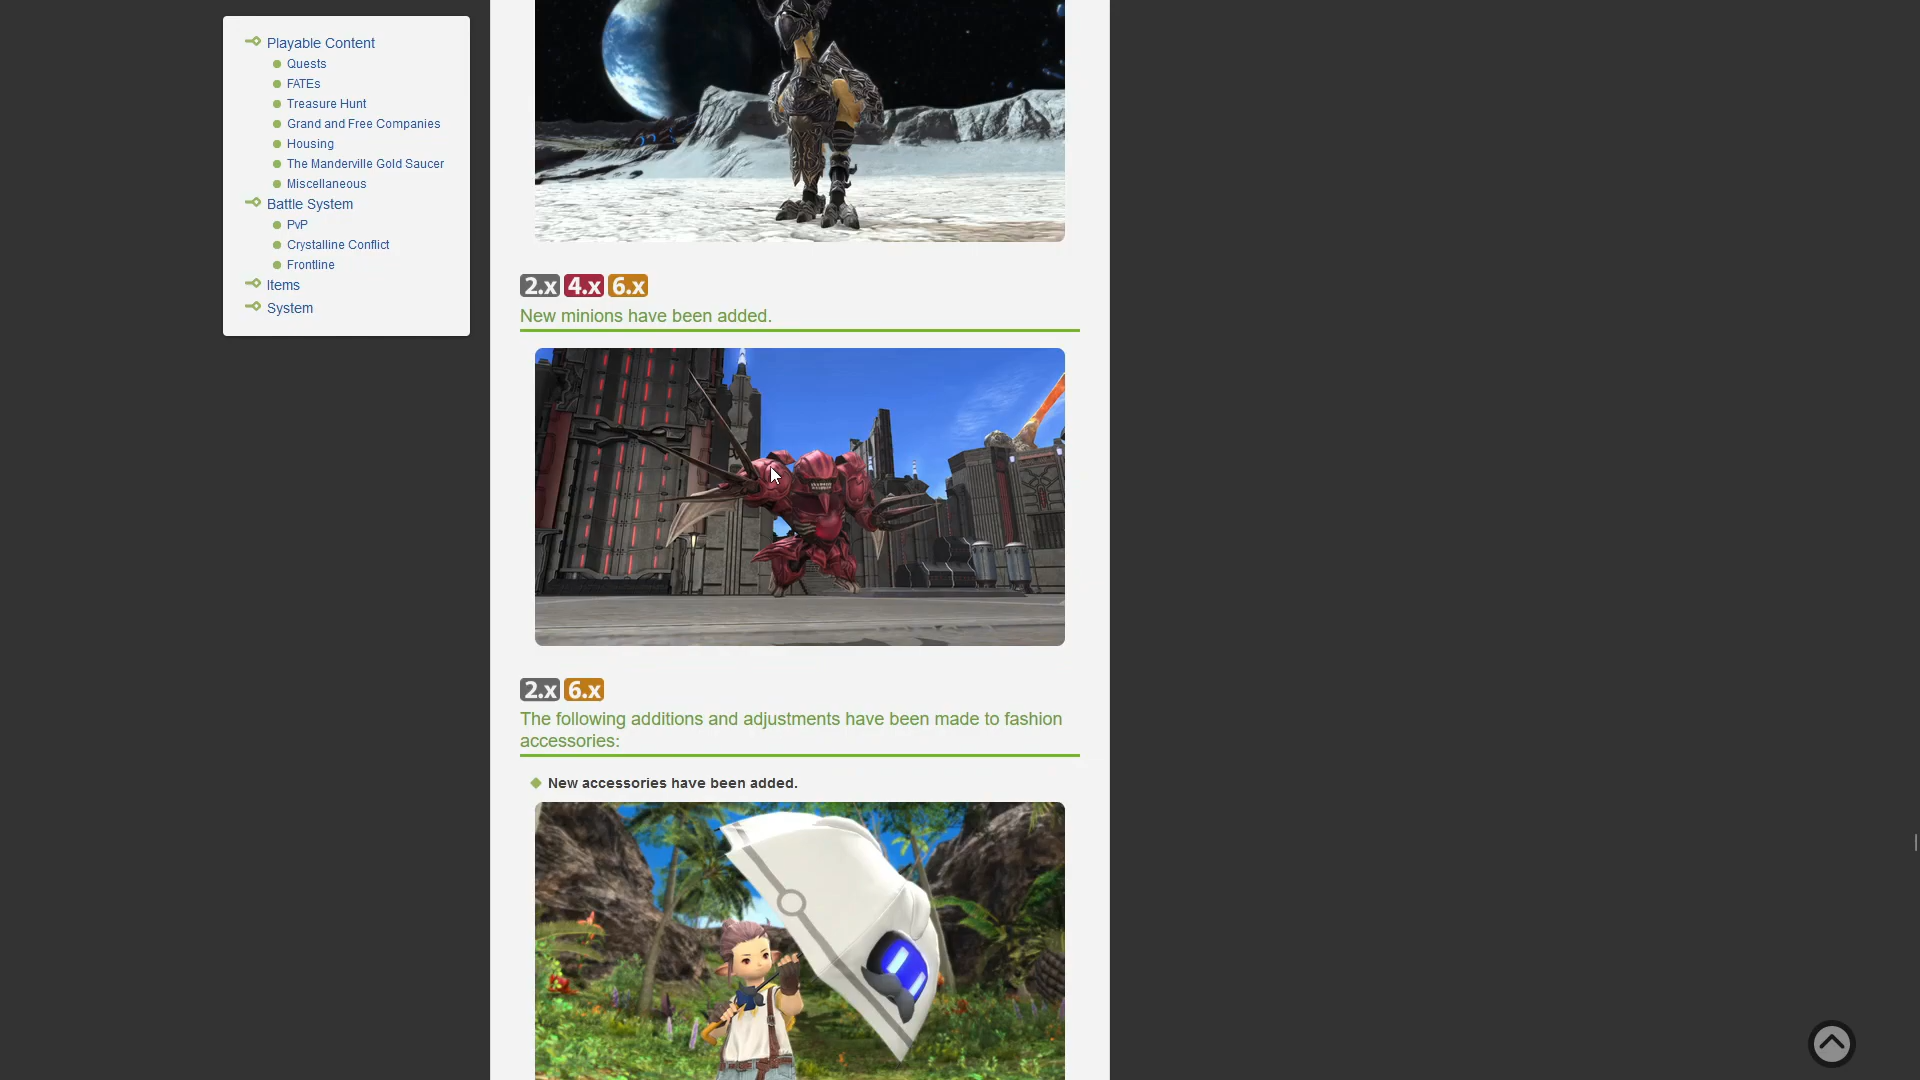 Playable Content
Quests
FATEs
Treasure Hunt
Grand and Free Companies
Housing
The Manderville Gold Saucer
Miscellaneous
Battle System
PvP
Crystalline Conflict
Frontline
Items
System
2.x 4.x 6.x
New minions have been added.
2.x 6.x
The following additions and adjustments have been made to fashion
accessories:
New accessories have been added.